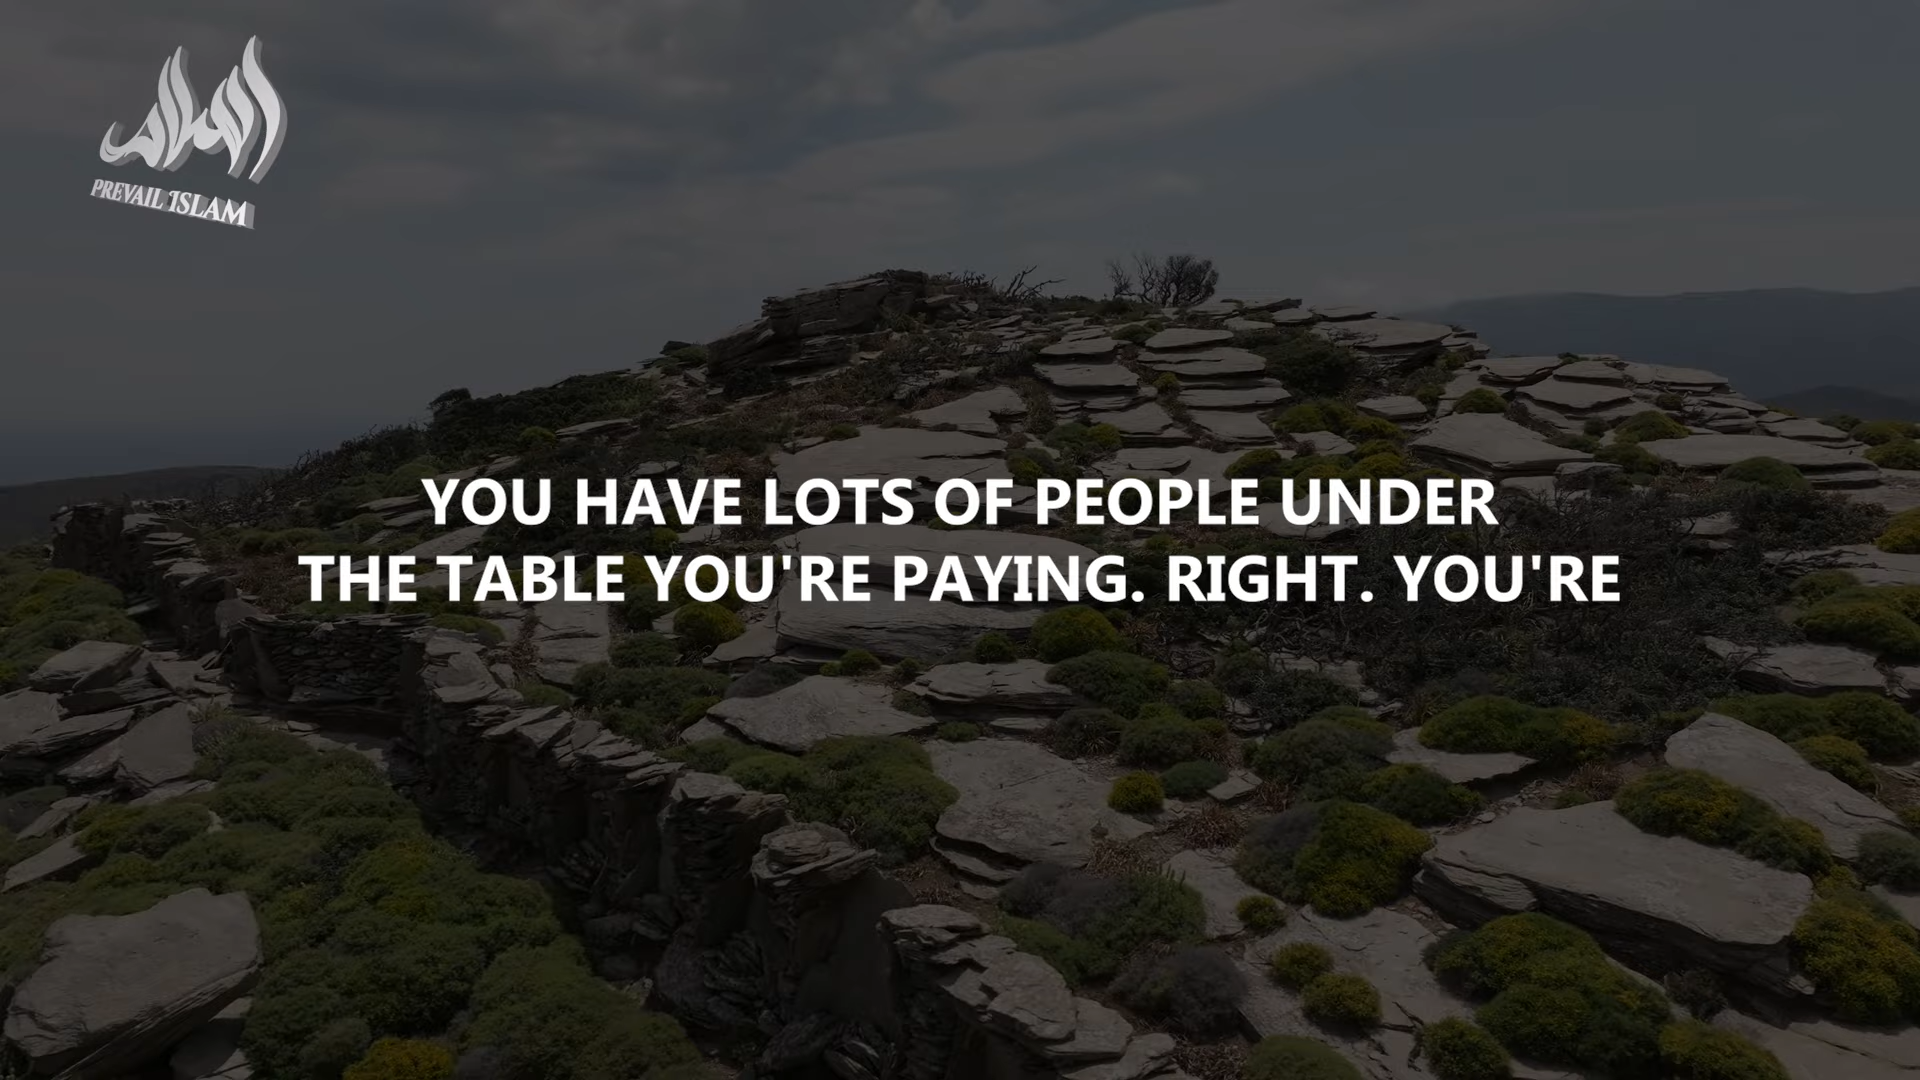 PREVAIL ISLAM
YOU HAVE LOTS OF PEOPLE UNDER
THE TABLE YOU'RE PAYING. RIGHT. YOU'RE